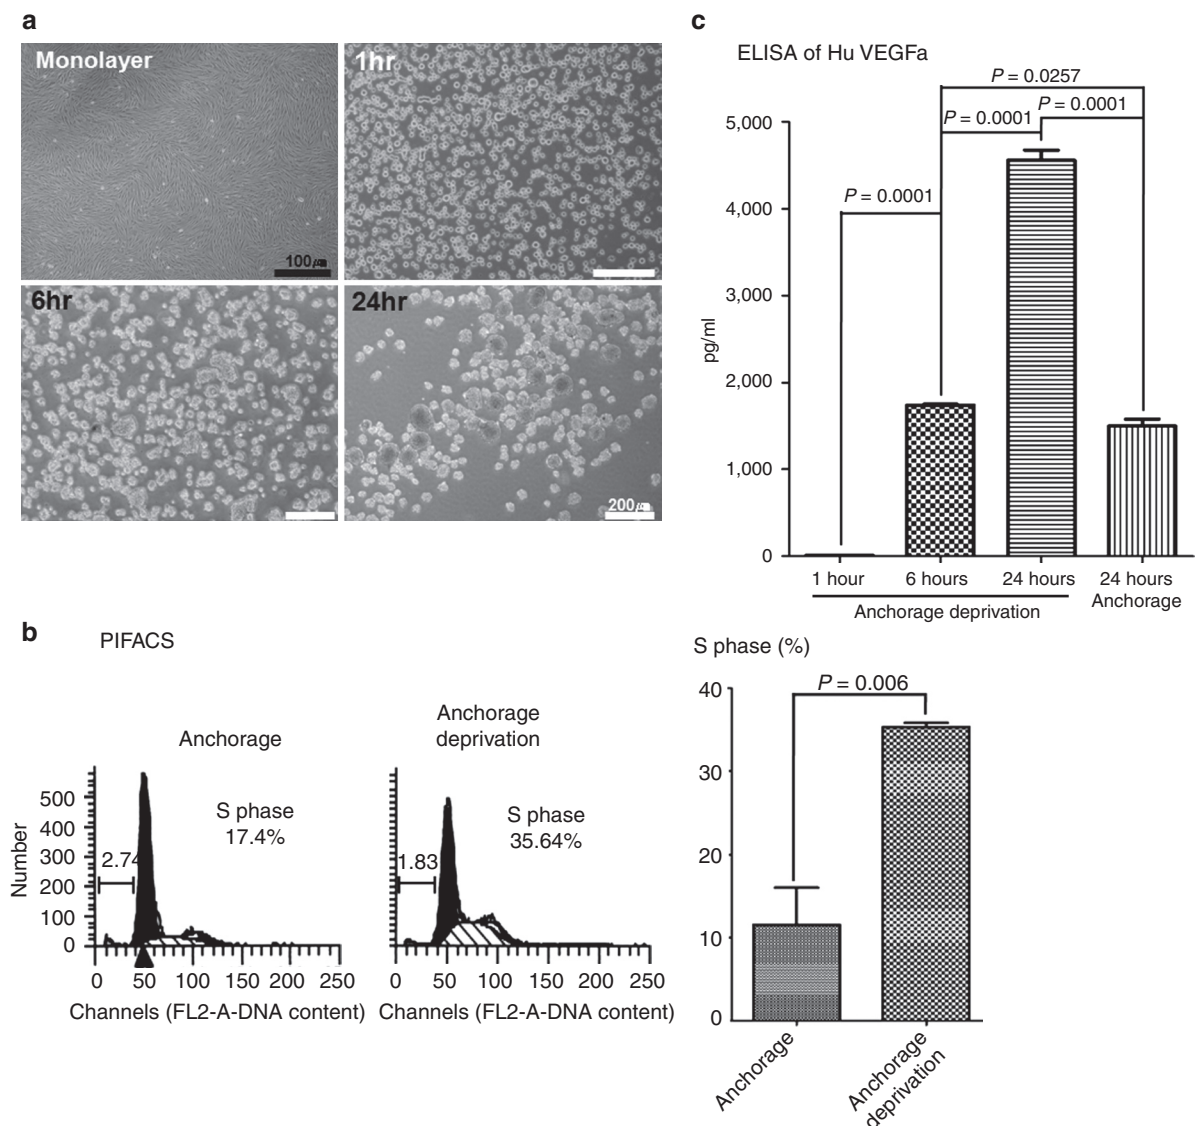 a
Monolayer
100㎛
1hr
6hr
24hr
200㎛
c
ELISA of Hu VEGFa
P = 0.0257
P = 0.0001
P = 0.0001
P = 0.0001
5,000
4,000
3,000
2,000
1,000
0
pg/ml
1 hour
6 hours
24 hours
24 hours
Anchorage
Anchorage deprivation
b
PIFACS
Anchorage
S phase
17.4%
2.74
Number
500
400
300
200
100
0
0 50 100 150 200 250
Channels (FL2-A-DNA content)
Anchorage
deprivation
S phase
35.64%
1.83
0 50 100 150 200 250
Channels (FL2-A-DNA content)
S phase (%)
P = 0.006
40
30
20
10
0
Anchorage
Anchorage
deprivation